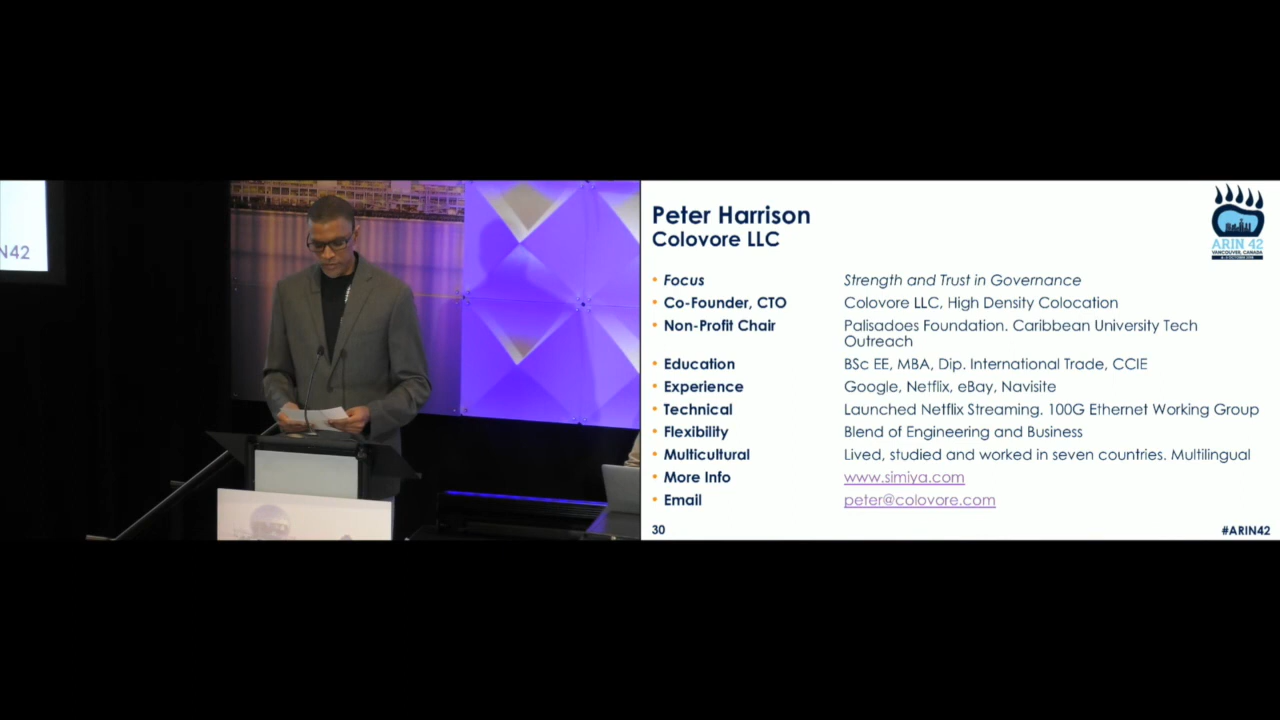 N42
Peter Harrison
Colovore LLC
ARIN 42
VANCOUVER, CANADA
• Focus Strength and Trust in Governance
• Co-Founder, CTO Colovore LLC, High Density Colocation
• Non-Profit Chair Palisadoes Foundation. Caribbean University Tech
Outreach
• Education BSc EE, MBA, Dip. International Trade, CCIE
• Experience Google, Netflix, eBay, Navisite
• Technical Launched Netflix Streaming. 100G Ethernet Working Group
• Flexibility Blend of Engineering and Business
• Multicultural Lived, studied and worked in seven countries. Multilingual
• More Info www.simiya.com
• Email peter@colovore.com
30 #ARIN42